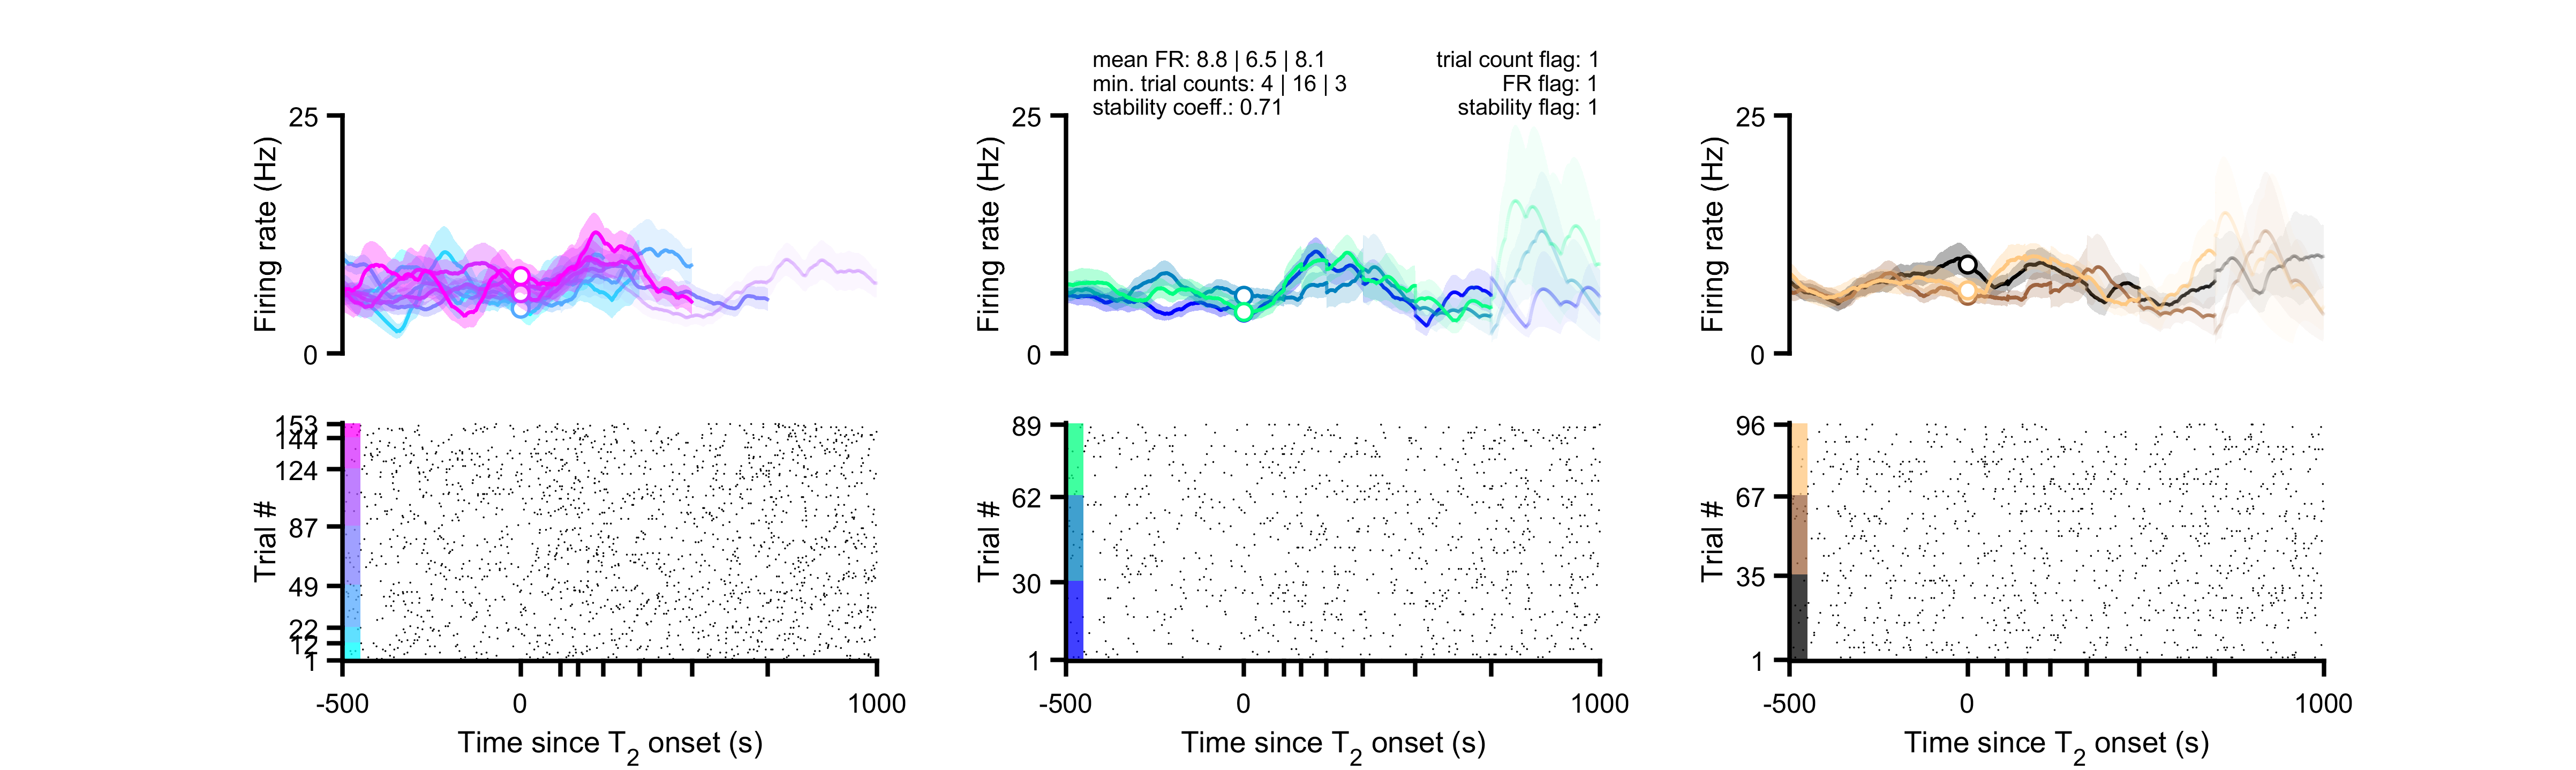 mean FR: 8.8 | 6.5 | 8.1
min. trial counts: 4 | 16 | 3
stability coeff.: 0.71
trial count flag: 1
FR flag: 1
stability flag: 1
25
Firing rate (Hz)
0
25
Firing rate (Hz)
0
25
Firing rate (Hz)
0
153
144
124
87
49
22
12
1
Trial #
-500
0
1000
Time since T2 onset (s)
89
62
30
1
Trial #
-500
0
1000
Time since T2 onset (s)
96
67
35
1
Trial #
-500
0
1000
Time since T2 onset (s)